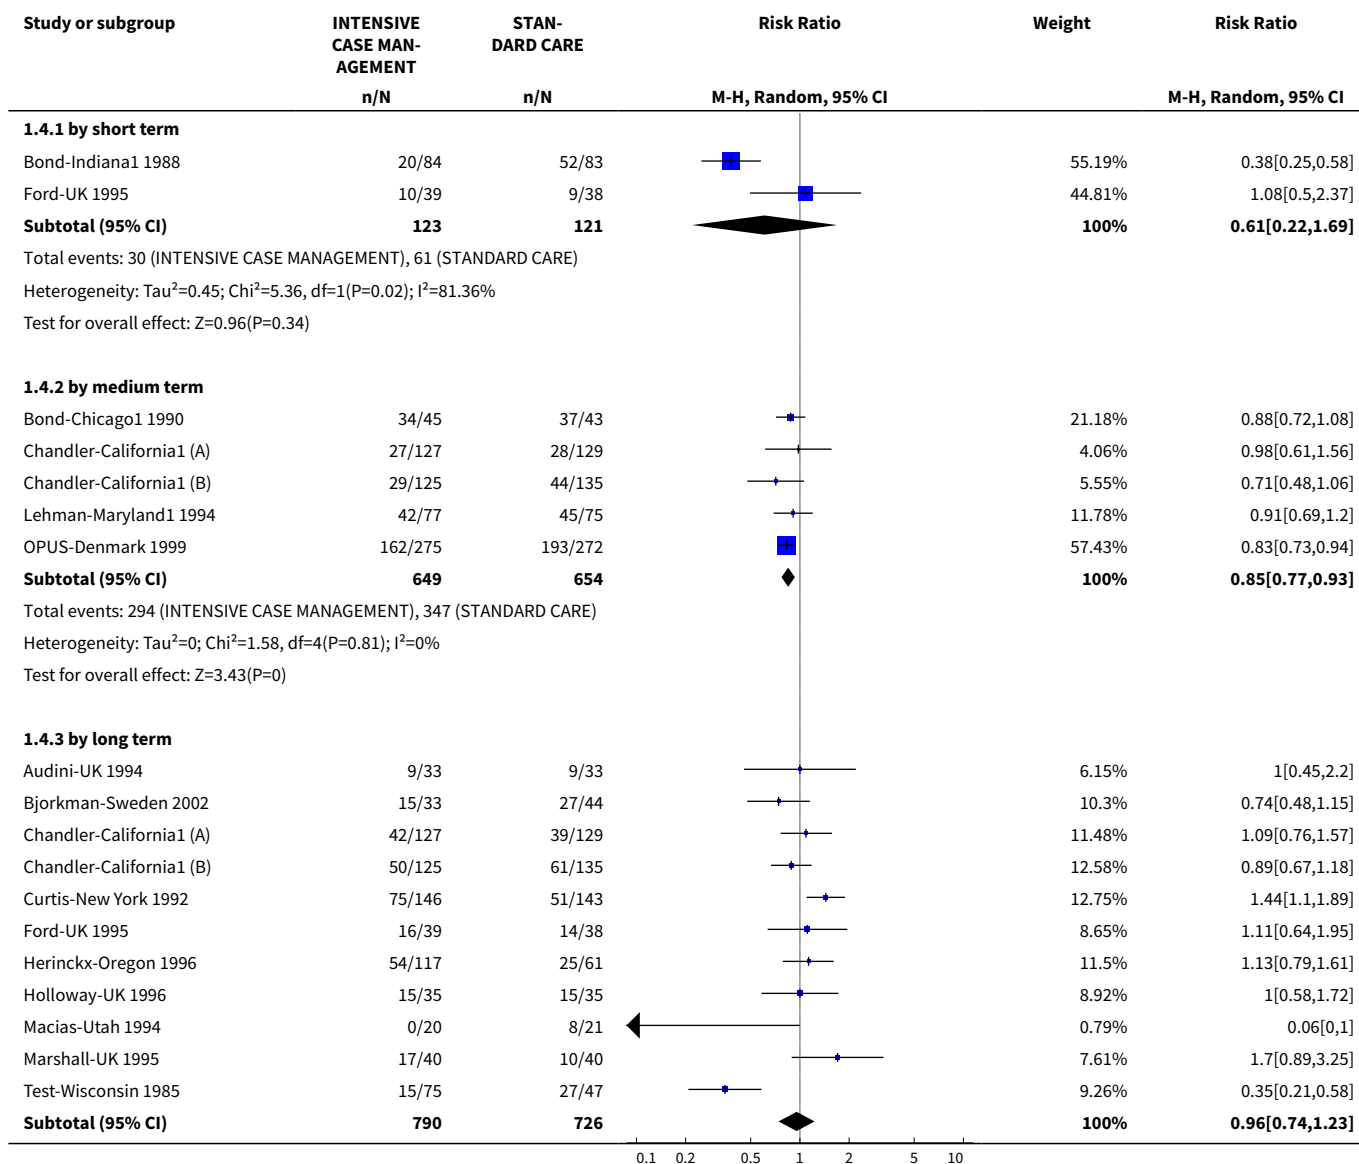 Study or subgroup INTENSIVE CASE MAN-AGEMENT STAN-DARD CARE Risk Ratio Weight Risk Ratio
n/N n/N M-H, Random, 95% CI M-H, Random, 95% CI
1.4.1 by short term
Bond-Indiana1 1988 20/84 52/83 55.19% 0.38[0.25,0.58]
Ford-UK 1995 10/39 9/38 44.81% 1.08[0.5,2.37]
Subtotal (95% CI) 123 121 100% 0.61[0.22,1.69]
Total events: 30 (INTENSIVE CASE MANAGEMENT), 61 (STANDARD CARE)
Heterogeneity: Tau²=0.45; Chi²=5.36, df=1(P=0.02); I²=81.36%
Test for overall effect: Z=0.96(P=0.34)
1.4.2 by medium term
Bond-Chicago1 1990 34/45 37/43 21.18% 0.88[0.72,1.08]
Chandler-California1 (A) 27/127 28/129 4.06% 0.98[0.61,1.56]
Chandler-California1 (B) 29/125 44/135 5.55% 0.71[0.48,1.06]
Lehman-Maryland1 1994 42/77 45/75 11.78% 0.91[0.69,1.2]
OPUS-Denmark 1999 162/275 193/272 57.43% 0.83[0.73,0.94]
Subtotal (95% CI) 649 654 100% 0.85[0.77,0.93]
Total events: 294 (INTENSIVE CASE MANAGEMENT), 347 (STANDARD CARE)
Heterogeneity: Tau²=0; Chi²=1.58, df=4(P=0.81); I²=0%
Test for overall effect: Z=3.43(P=0)
1.4.3 by long term
Audini-UK 1994 9/33 9/33 6.15% 1[0.45,2.2]
Bjorkman-Sweden 2002 15/33 27/44 10.3% 0.74[0.48,1.15]
Chandler-California1 (A) 42/127 39/129 11.48% 1.09[0.76,1.57]
Chandler-California1 (B) 50/125 61/135 12.58% 0.89[0.67,1.18]
Curtis-New York 1992 75/146 51/143 12.75% 1.44[1.1,1.89]
Ford-UK 1995 16/39 14/38 8.65% 1.11[0.64,1.95]
Herinckx-Oregon 1996 54/117 25/61 11.5% 1.13[0.79,1.61]
Holloway-UK 1996 15/35 15/35 8.92% 1[0.58,1.72]
Macias-Utah 1994 0/20 8/21 0.79% 0.06[0,1]
Marshall-UK 1995 17/40 10/40 7.61% 1.7[0.89,3.25]
Test-Wisconsin 1985 15/75 27/47 9.26% 0.35[0.21,0.58]
Subtotal (95% CI) 790 726 100% 0.96[0.74,1.23]
0.1 0.2 0.5 1 2 5 10